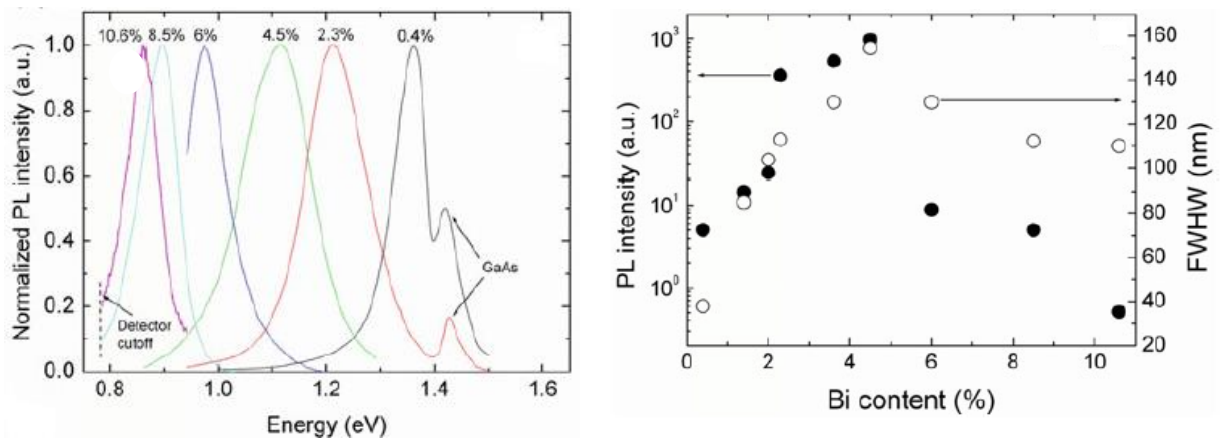 10.6% 8.5% 6% 4.5% 2.3% 0.4%
1.0
0.8
0.6
0.4
0.2
0.0
Normalized PL intensity (a.u.)
GaAs
Detector
cutoff
0.8 1.0 1.2 1.4 1.6
Energy (eV)
10³
10²
10¹
10⁰
PL intensity (a.u.)
160
140
120
100
80
60
40
20
FWHW (nm)
0 2 4 6 8 10
Bi content (%)